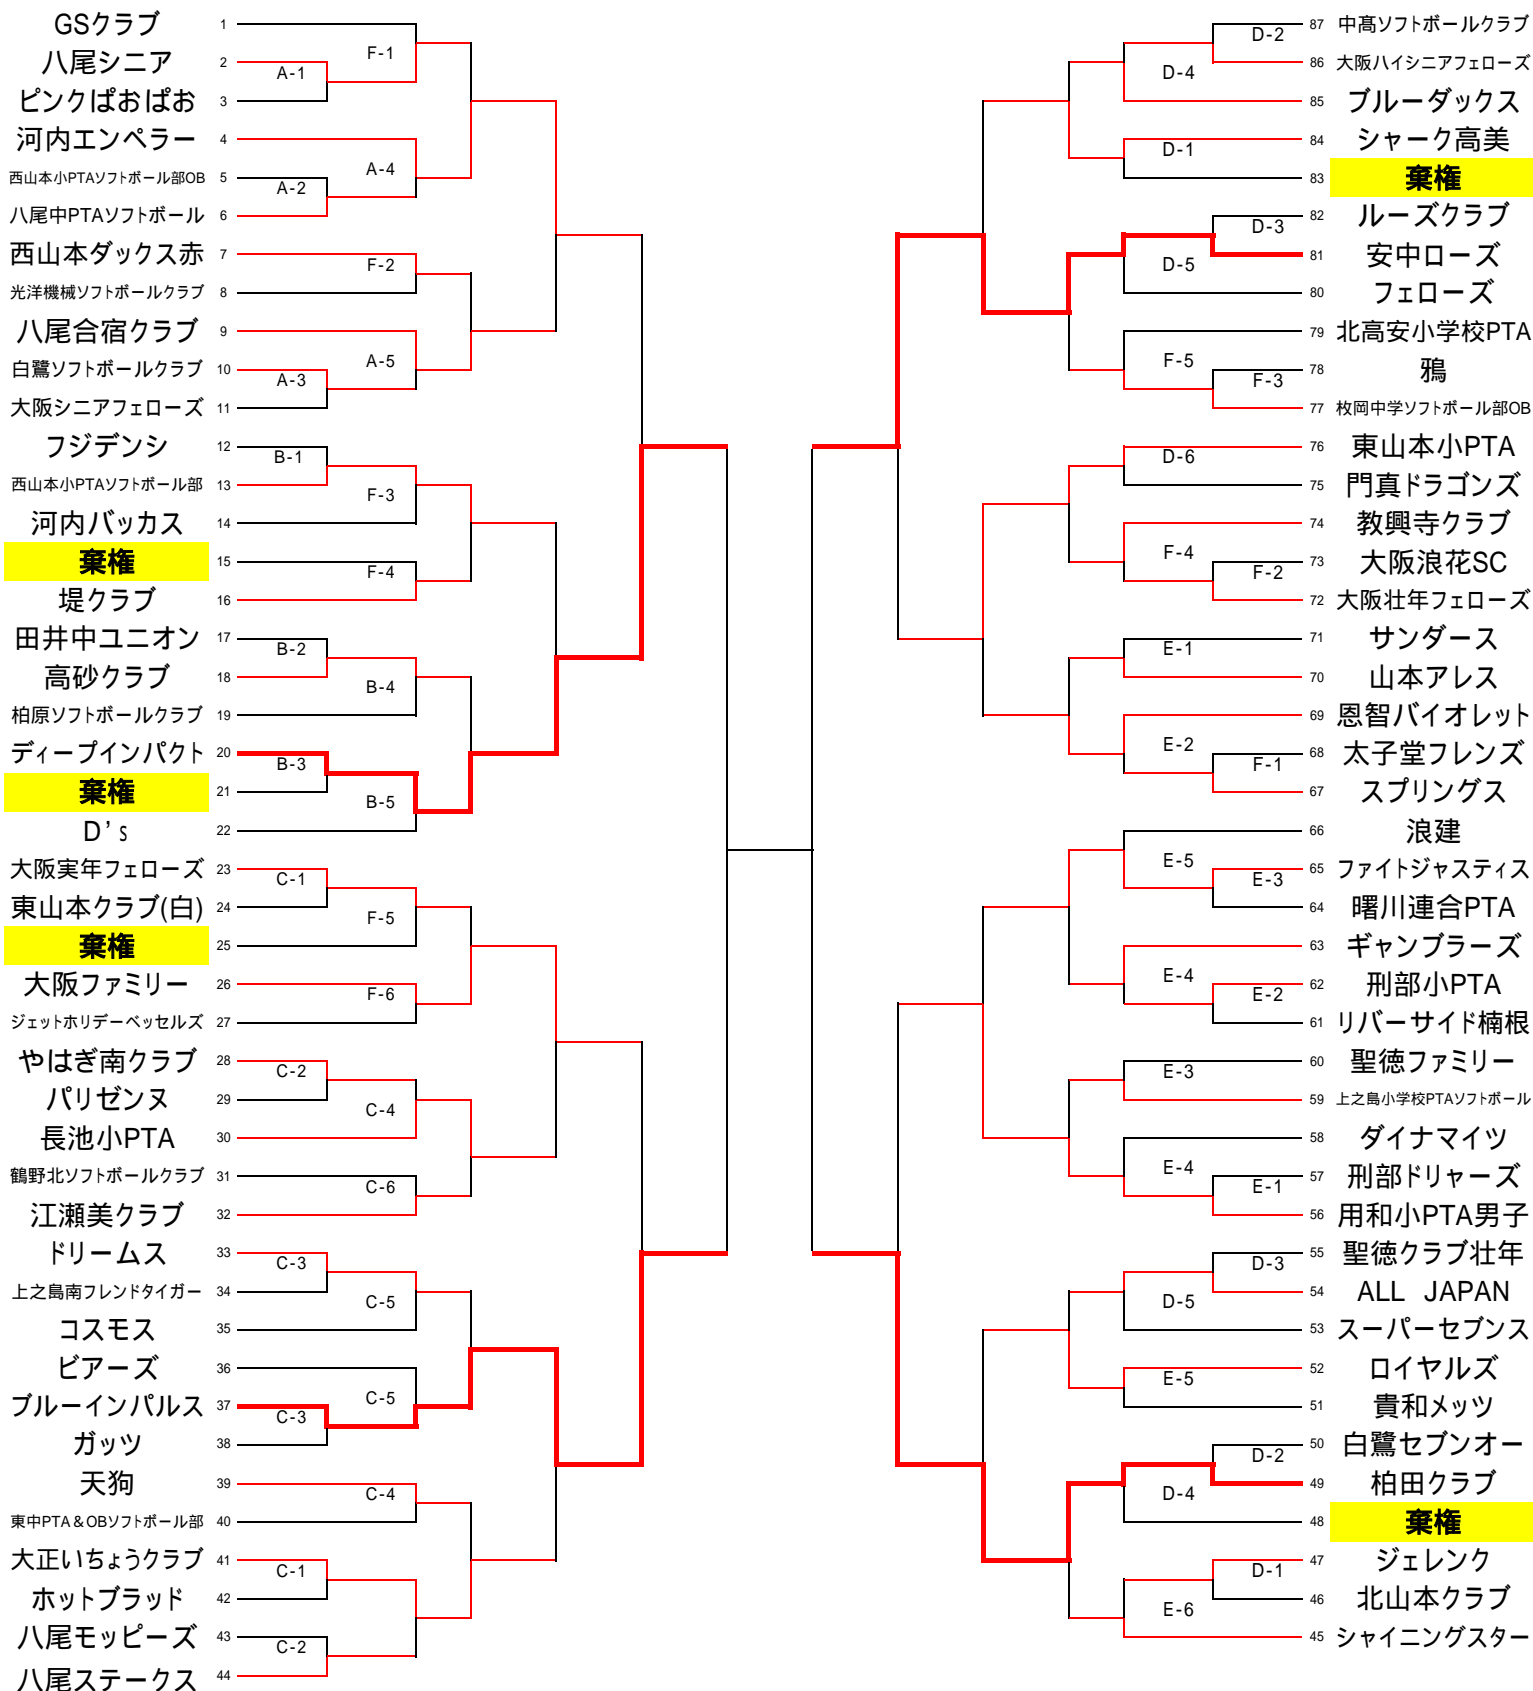 GSクラブ 1
八尾シニア 2
ピンクぱおぱお 3
河内エンペラー 4
西山本小PTAソフトボール部OB 5
八尾中PTAソフトボール 6
西山本ダックス赤 7
光洋機械ソフトボールクラブ 8
八尾合宿クラブ 9
白鷺ソフトボールクラブ 10
大阪シニアフェローズ 11
フジデンシ 12
西山本小PTAソフトボール部 13
河内バッカス 14
棄権 15
堤クラブ 16
田井中ユニオン 17
高砂クラブ 18
柏原ソフトボールクラブ 19
ディープインパクト 20
棄権 21
D's 22
大阪実年フェローズ 23
東山本クラブ(白) 24
棄権 25
大阪ファミリー 26
ジェットホリデーベッセルズ 27
やはぎ南クラブ 28
パリゼンヌ 29
長池小PTA 30
鶴野北ソフトボールクラブ 31
江瀬美クラブ 32
ドリームス 33
上之島南フレンドタイガー 34
コスモス 35
ビアーズ 36
ブルーインパルス 37
ガッツ 38
天狗 39
東中PTA＆OBソフトボール部 40
大正いちょうクラブ 41
ホットブラッド 42
八尾モッピーズ 43
八尾ステークス 44
F-1
A-1
A-4
A-2
F-2
A-5
A-3
B-1
F-3
F-4
B-2
B-4
B-3
B-5
C-1
F-5
F-6
C-2
C-4
C-6
C-3
C-5
C-5
C-3
C-4
C-1
C-2
D-2
D-4
D-1
D-3
D-5
F-5
F-3
D-6
F-4
F-2
E-1
E-2
F-1
E-5
E-3
E-4
E-2
E-3
E-4
E-1
D-3
D-5
E-5
D-2
D-4
D-1
E-6
87 中髙ソフトボールクラブ
86 大阪ハイシニアフェローズ
85 ブルーダックス
84 シャーク高美
83 棄権
82 ルーズクラブ
81 安中ローズ
80 フェローズ
79 北高安小学校PTA
78 鴉
77 枚岡中学ソフトボール部OB
76 東山本小PTA
75 門真ドラゴンズ
74 教興寺クラブ
73 大阪浪花SC
72 大阪壮年フェローズ
71 サンダース
70 山本アレス
69 恩智バイオレット
68 太子堂フレンズ
67 スプリングス
66 浪建
65 ファイトジャスティス
64 曙川連合PTA
63 ギャンブラーズ
62 刑部小PTA
61 リバーサイド楠根
60 聖徳ファミリー
59 上之島小学校PTAソフトボール
58 ダイナマイツ
57 刑部ドリャーズ
56 用和小PTA男子
55 聖徳クラブ壮年
54 ALL JAPAN
53 スーパーセブンス
52 ロイヤルズ
51 貴和メッツ
50 白鷺セブンオー
49 柏田クラブ
48 棄権
47 ジェレンク
46 北山本クラブ
45 シャイニングスター